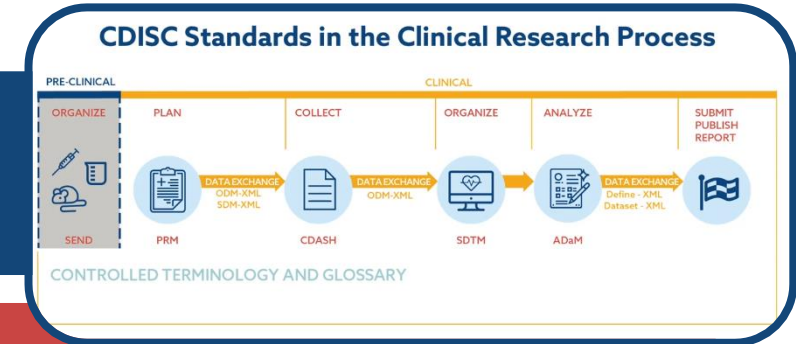 CDISC Standards in the Clinical Research Process
PRE-CLINICAL
CLINICAL
ORGANIZE
PLAN
COLLECT
ORGANIZE
ANALYZE
SUBMIT
PUBLISH
REPORT
DATA EXCHANGE
ODM-XML
SDM-XML
DATA EXCHANGE
ODM-XML
DATA EXCHANGE
Define - XML
Dataset - XML
SEND
PRM
CDASH
SDTM
ADaM
CONTROLLED TERMINOLOGY AND GLOSSARY